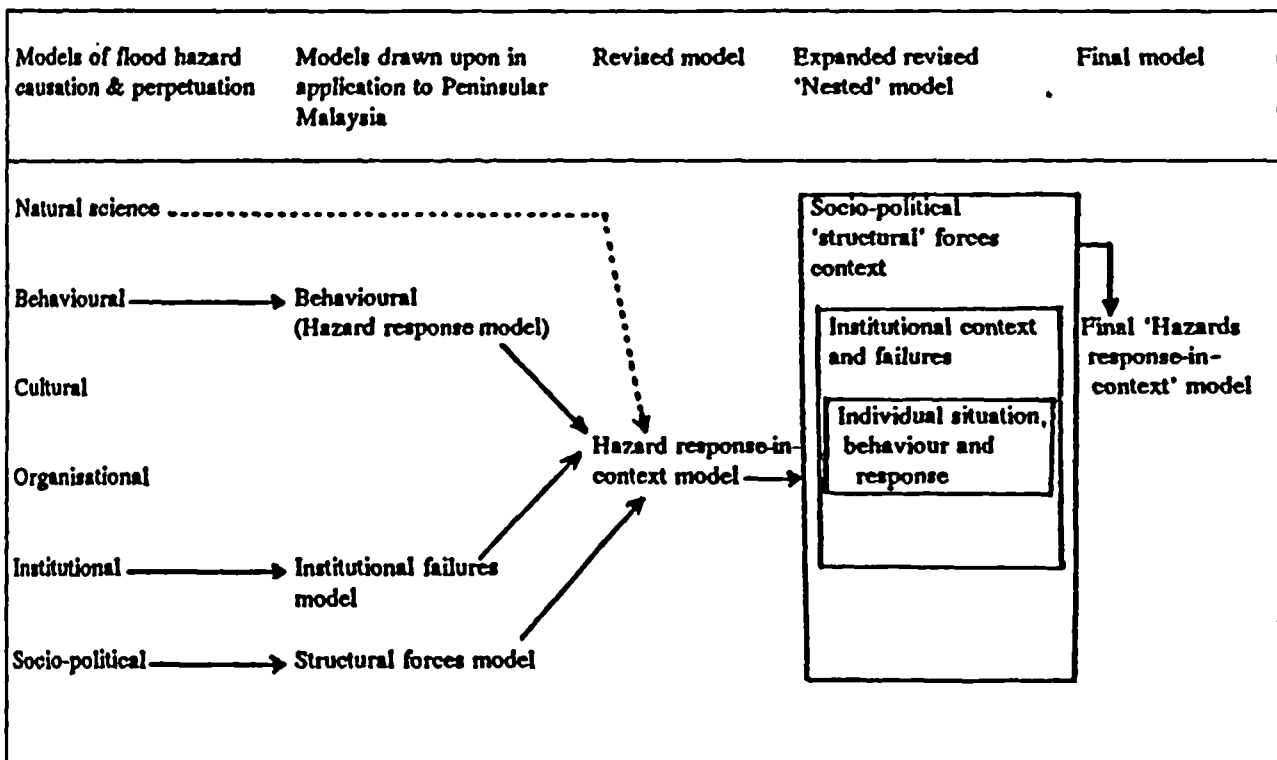 Models of flood hazard
causation & perpetuation
Models drawn upon in
application to Peninsular
Malaysia
Revised model
Expanded revised
'Nested' model
Final model
Natural science
Behavioural
Behavioural
(Hazard response model)
Cultural
Organisational
Institutional
Institutional failures
model
Socio-political
Structural forces model
Hazard response-in-
context model
Socio-political
'structural' forces
context
Institutional context
and failures
Individual situation,
behaviour and
response
Final 'Hazards
response-in-
context' model